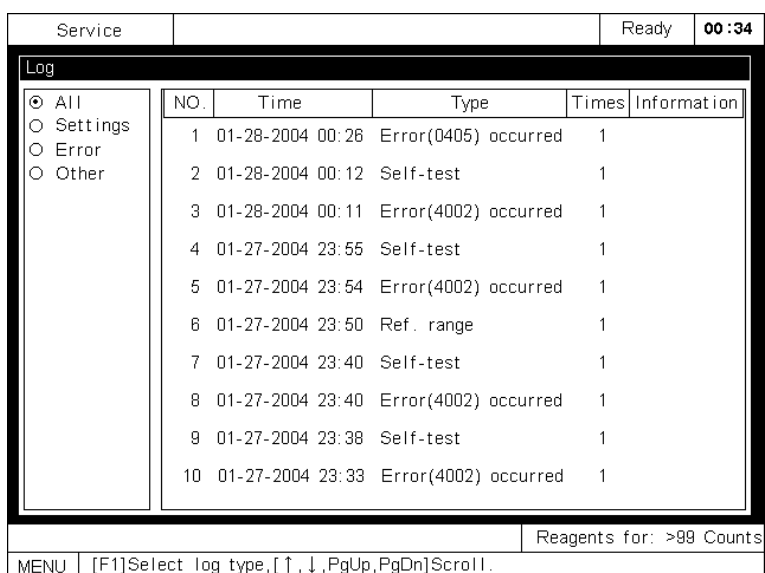 Service Ready 00:34
Log
All
Settings
Error
Other
NO. Time Type Times Information
1 01-28-2004 00:26 Error(0405) occurred 1
2 01-28-2004 00:12 Self-test 1
3 01-28-2004 00:11 Error(4002) occurred 1
4 01-27-2004 23:55 Self-test 1
5 01-27-2004 23:54 Error(4002) occurred 1
6 01-27-2004 23:50 Ref. range 1
7 01-27-2004 23:40 Self-test 1
8 01-27-2004 23:40 Error(4002) occurred 1
9 01-27-2004 23:38 Self-test 1
10 01-27-2004 23:33 Error(4002) occurred 1
Reagents for: >99 Counts
MENU [F1]Select log type,[↑,↓,PgUp,PgDn]Scroll.